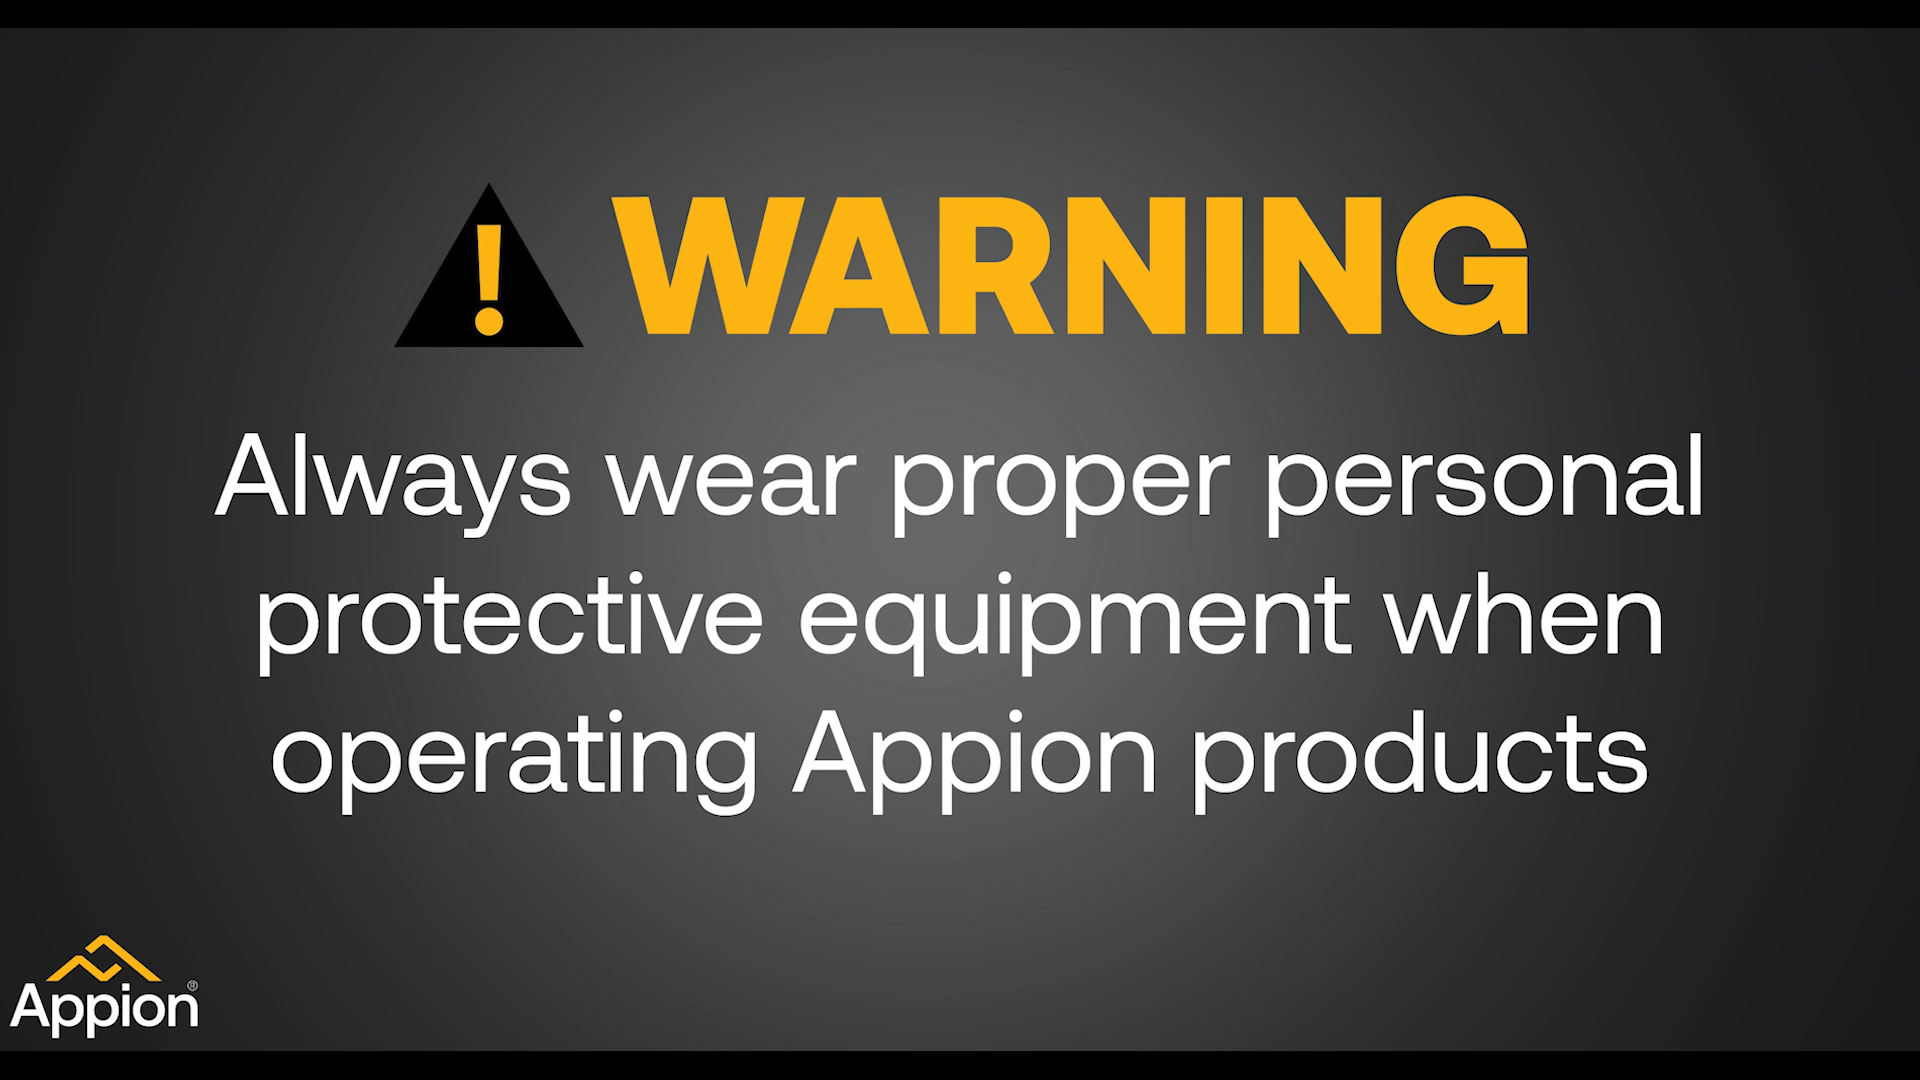 ! WARNING
Always wear proper personal
protective equipment when
operating Appion products
Appion®